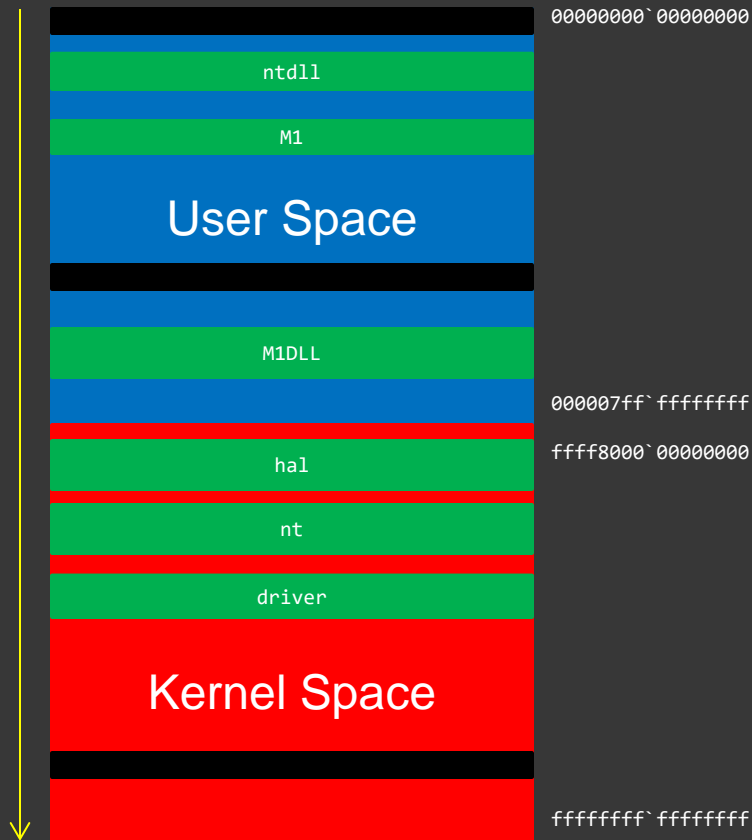 00000000`00000000
ntdll
M1
User Space
M1DLL
000007ff`ffffffff
ffff8000`00000000
hal
nt
driver
Kernel Space
ffffffff`ffffffff